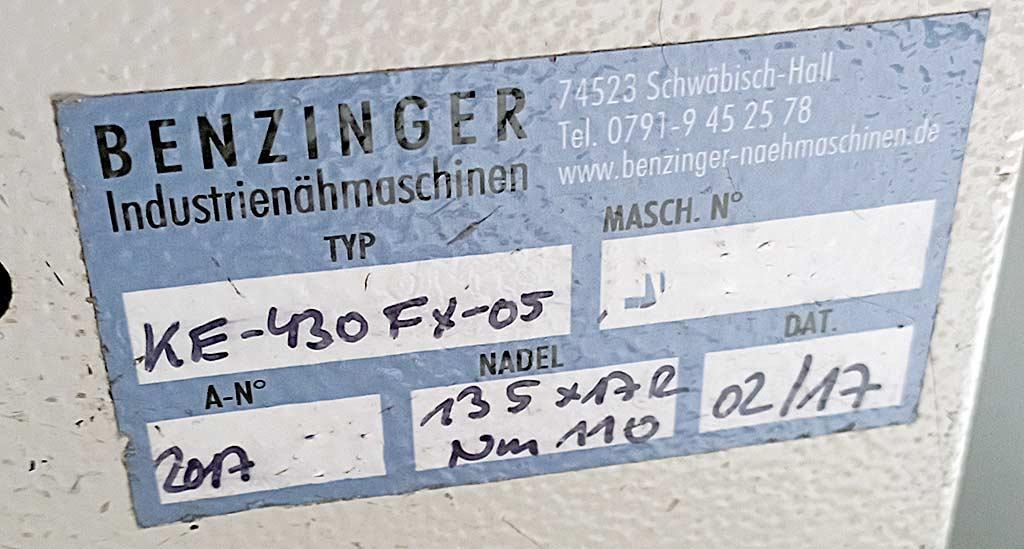 BENZINGER
Industrienähmaschinen
74523 Schwäbisch-Hall
Tel. 0791-9 45 25 78
www.benzinger-naehmaschinen.de
TYP
KE-430 FX-05
MASCH. N°
A-N°
2017
NADEL
135x17R
Nm 110
DAT.
02/17